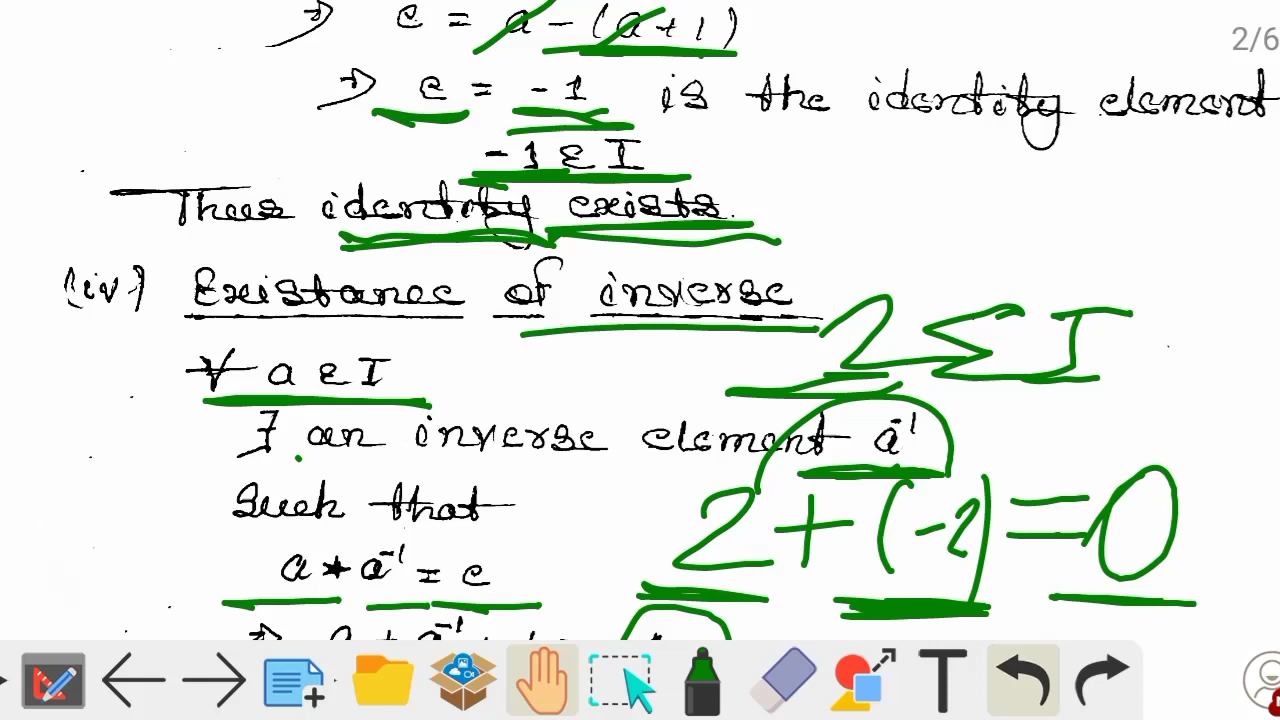 ⇒ e = a - (a+1)
2/6
⇒ e = -1 is the identity element
-1 ε I
Thus identity exists.
(iv) Existance of inverse
2 Σ I
∀ a ε I
∃ an inverse element a⁻¹
Such that
2 + (-2) = 0
a * a⁻¹ = e
T